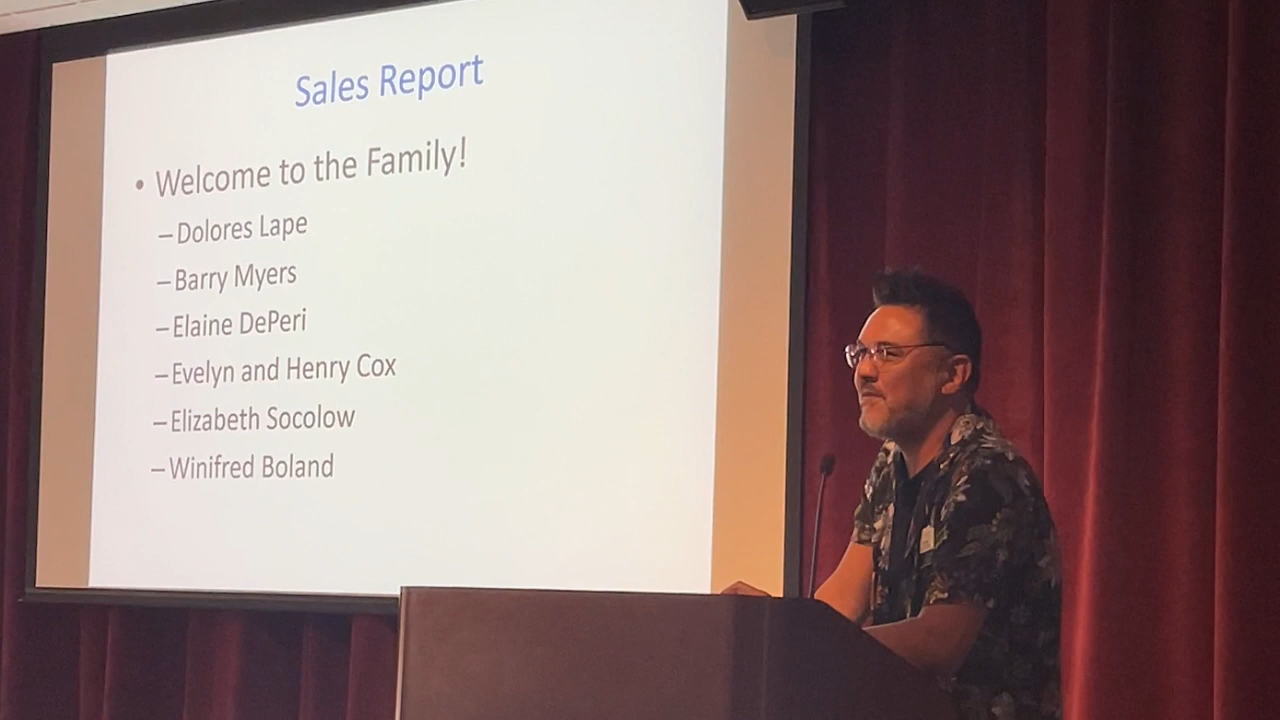 Sales Report
• Welcome to the Family!
– Dolores Lape
– Barry Myers
– Elaine DePeri
– Evelyn and Henry Cox
– Elizabeth Socolow
– Winifred Boland